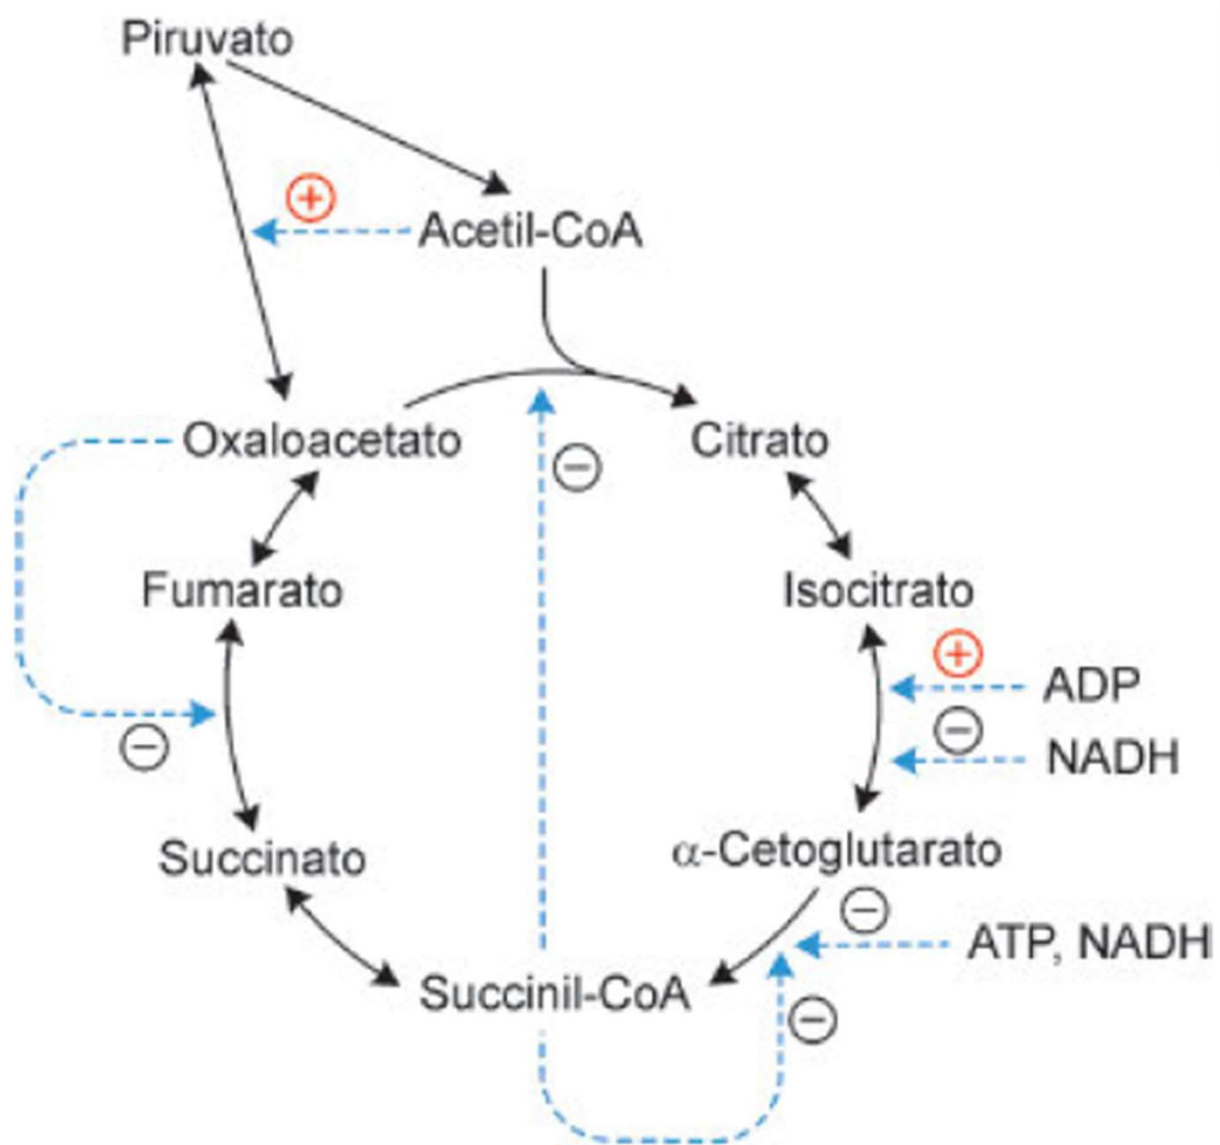 Piruvato
+
Acetil-CoA
Oxaloacetato
Citrato
−
Fumarato
Isocitrato
+
ADP
−
NADH
−
Succinato
α-Cetoglutarato
−
ATP, NADH
Succinil-CoA
−